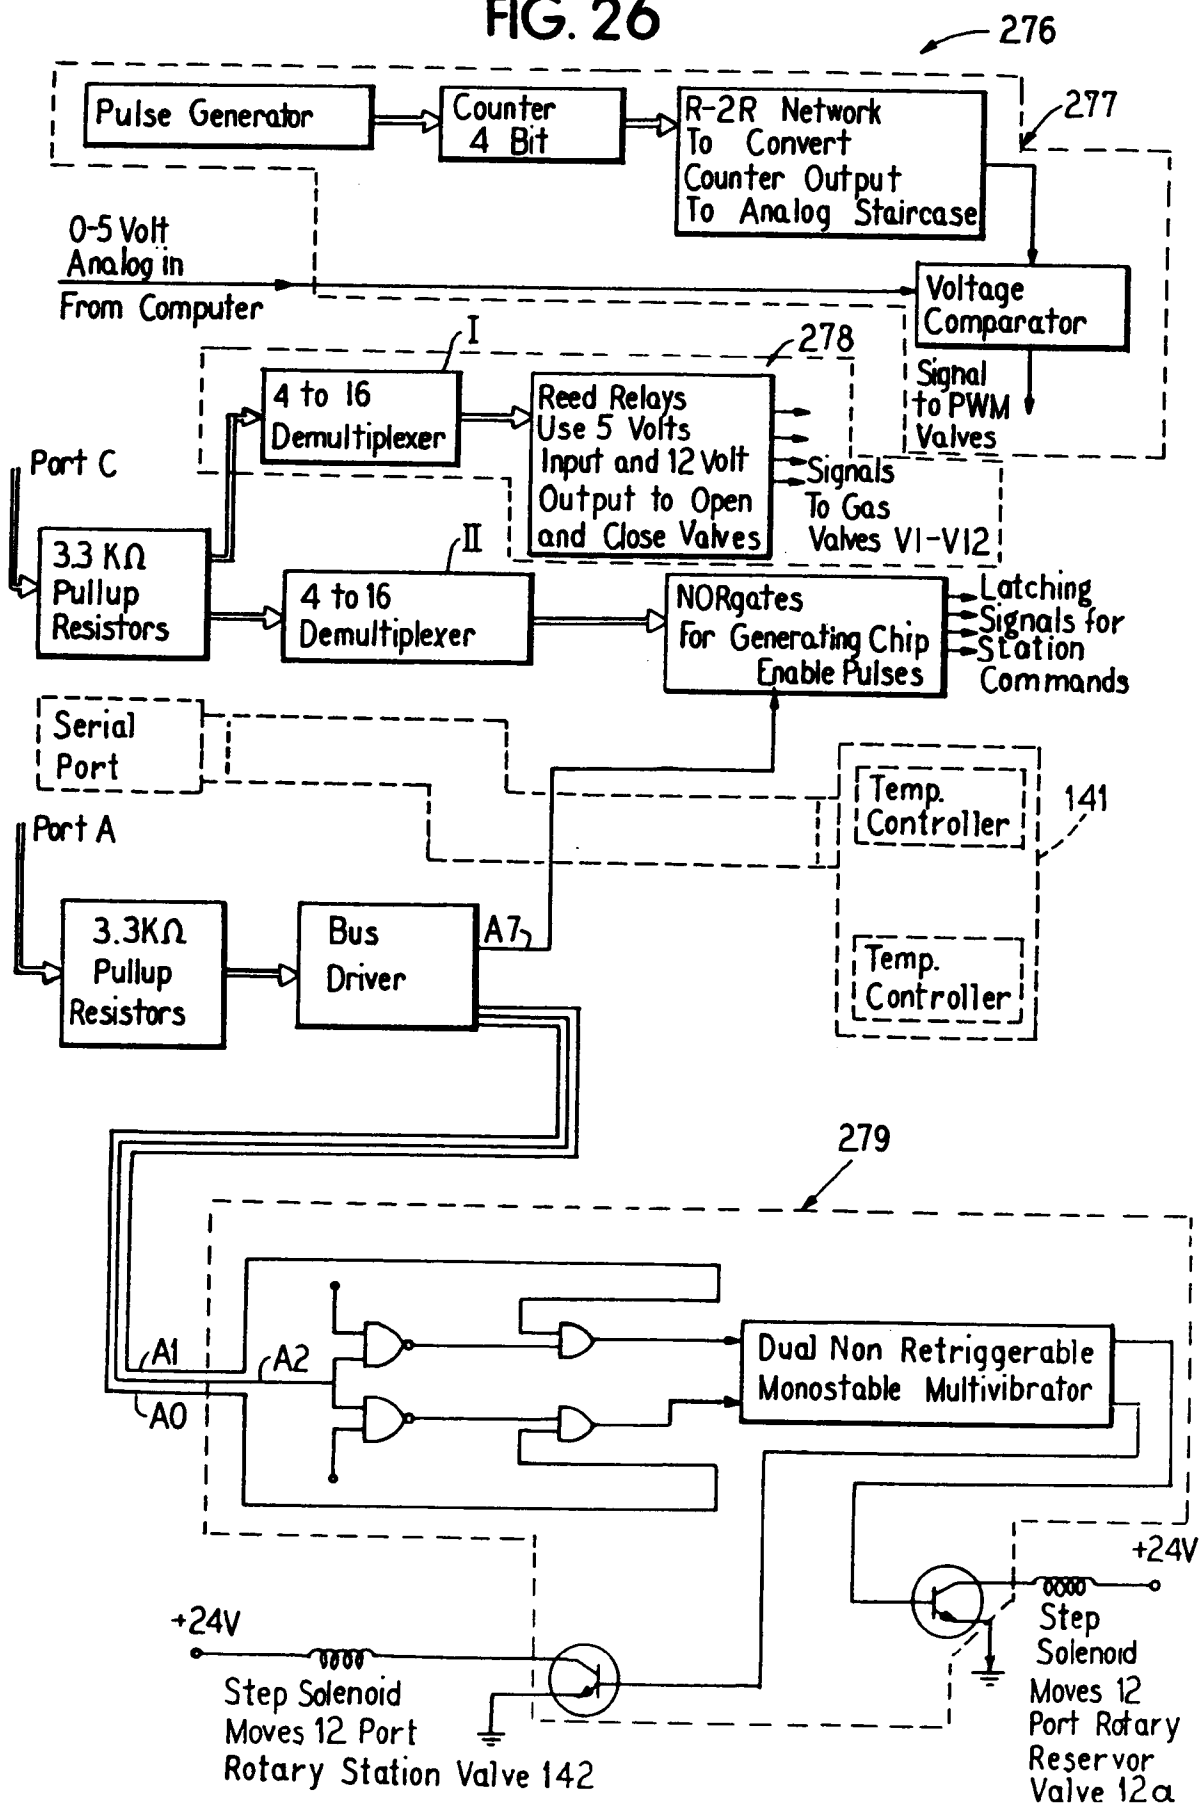 FIG. 26
276
Pulse Generator
Counter
4 Bit
R-2R Network
To Convert
Counter Output
To Analog Staircase
277
0-5 Volt
Analog in
From Computer
Voltage
Comparator
Signal
to PWM
Valves
I
278
4 to 16
Demultiplexer
Reed Relays
Use 5 Volts
Input and 12 Volt
Output to Open
and Close Valves
Signals
To Gas
Valves V1-V12
Port C
3.3 KΩ
Pullup
Resistors
II
4 to 16
Demultiplexer
NORgates
For Generating Chip
Enable Pulses
Latching
Signals for
Station
Commands
Serial
Port
Temp.
Controller
141
Temp.
Controller
Port A
3.3KΩ
Pullup
Resistors
Bus
Driver
A7
279
A1
A2
A0
Dual Non Retriggerable
Monostable Multivibrator
+24V
Step
Solenoid
Moves 12
Port Rotary
Reservor
Valve 12a
+24V
Step Solenoid
Moves 12 Port
Rotary Station Valve 142